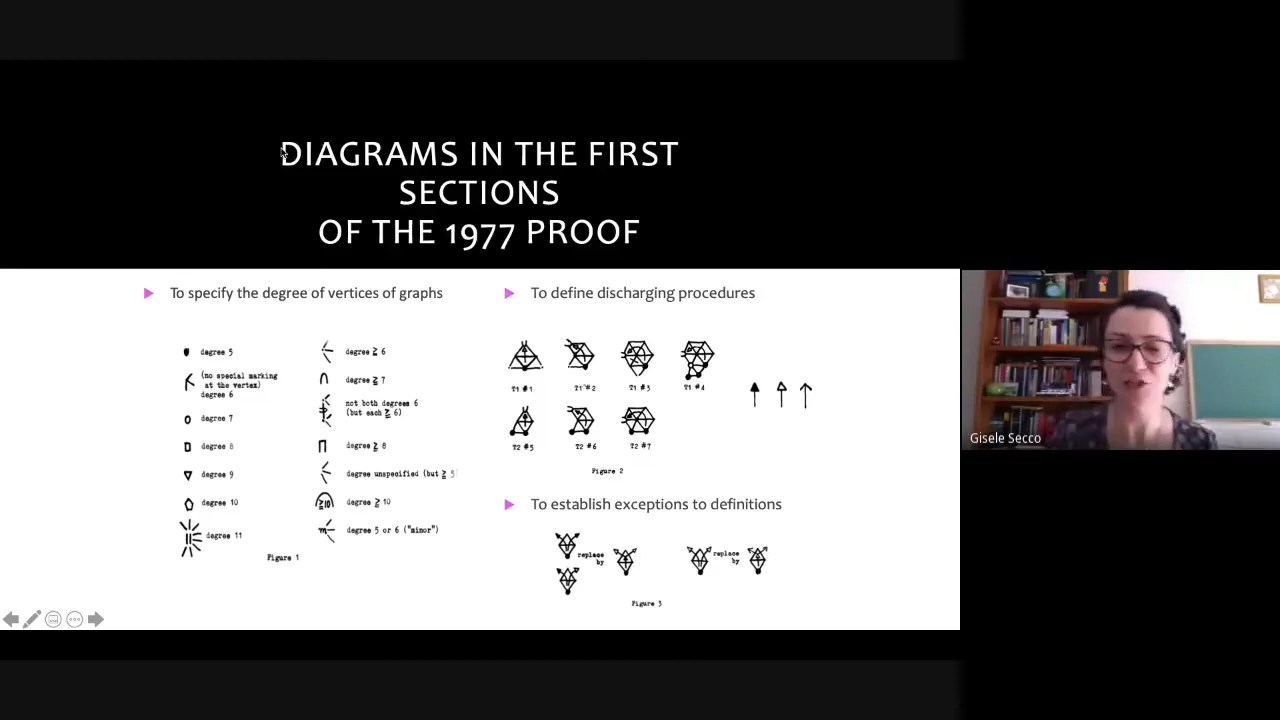 DIAGRAMS IN THE FIRST
SECTIONS
OF THE 1977 PROOF
To specify the degree of vertices of graphs
degree 5
(no special marking
at the vertex)
degree 6
degree 7
degree 8
degree 9
degree 10
degree 11
degree ≧ 6
degree ≧ 7
not both degrees 6
(but each ≧ 6)
degree ≧ 8
degree unspecified (but ≧ 5
≧10 degree ≧ 10
m degree 5 or 6 ("minor")
Figure 1
To define discharging procedures
T1 #1 T1 #2 T1 #3 T1 #4
T2 #5 T2 #6 T2 #7
Figure 2
To establish exceptions to definitions
replace
by
replace
by
Figure 3
Gisele Secco